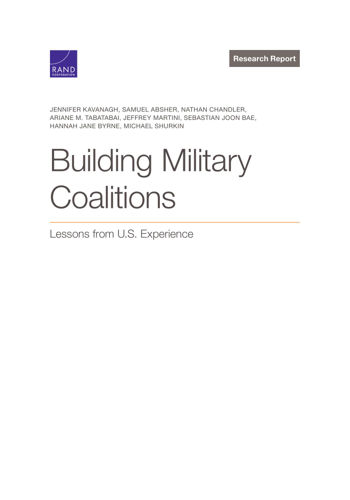 RAND
CORPORATION
Research Report
JENNIFER KAVANAGH, SAMUEL ABSHER, NATHAN CHANDLER,
ARIANE M. TABATABAI, JEFFREY MARTINI, SEBASTIAN JOON BAE,
HANNAH JANE BYRNE, MICHAEL SHURKIN
Building Military
Coalitions
Lessons from U.S. Experience